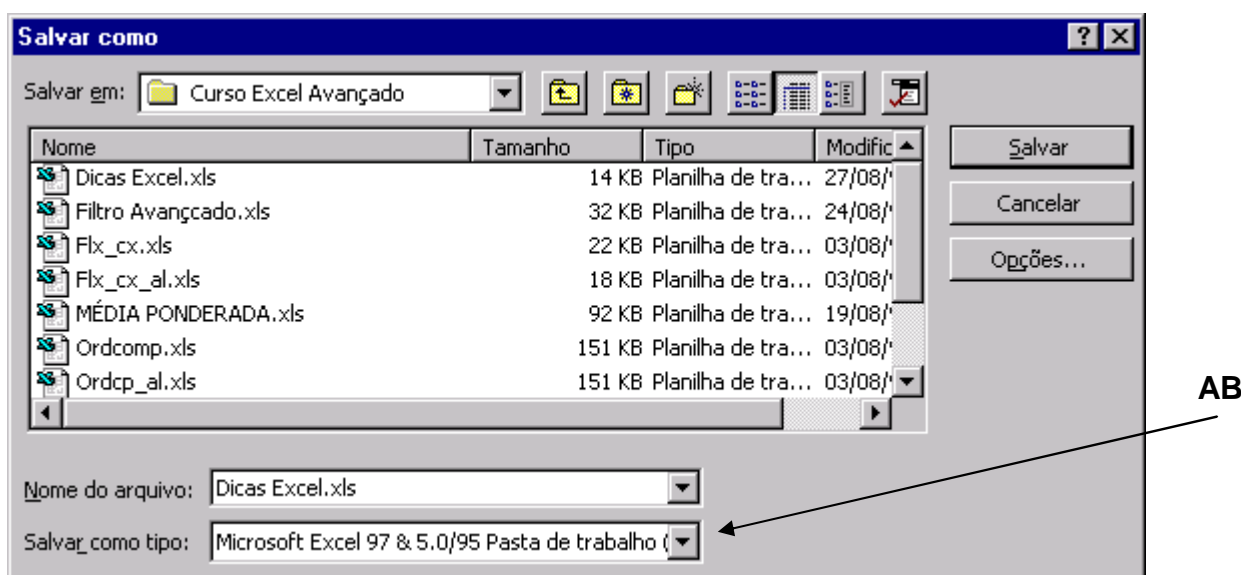 Salvar como
Salvar em: Curso Excel Avançado
Nome Tamanho Tipo Modific
Dicas Excel.xls 14 KB Planilha de tra... 27/08/
Filtro Avançcado.xls 32 KB Planilha de tra... 24/08/
Flx_cx.xls 22 KB Planilha de tra... 03/08/
Flx_cx_al.xls 18 KB Planilha de tra... 03/08/
MÉDIA PONDERADA.xls 92 KB Planilha de tra... 19/08/
Ordcomp.xls 151 KB Planilha de tra... 03/08/
Ordcp_al.xls 151 KB Planilha de tra... 03/08/
Salvar
Cancelar
Opções...
AB
Nome do arquivo: Dicas Excel.xls
Salvar como tipo: Microsoft Excel 97 & 5.0/95 Pasta de trabalho (